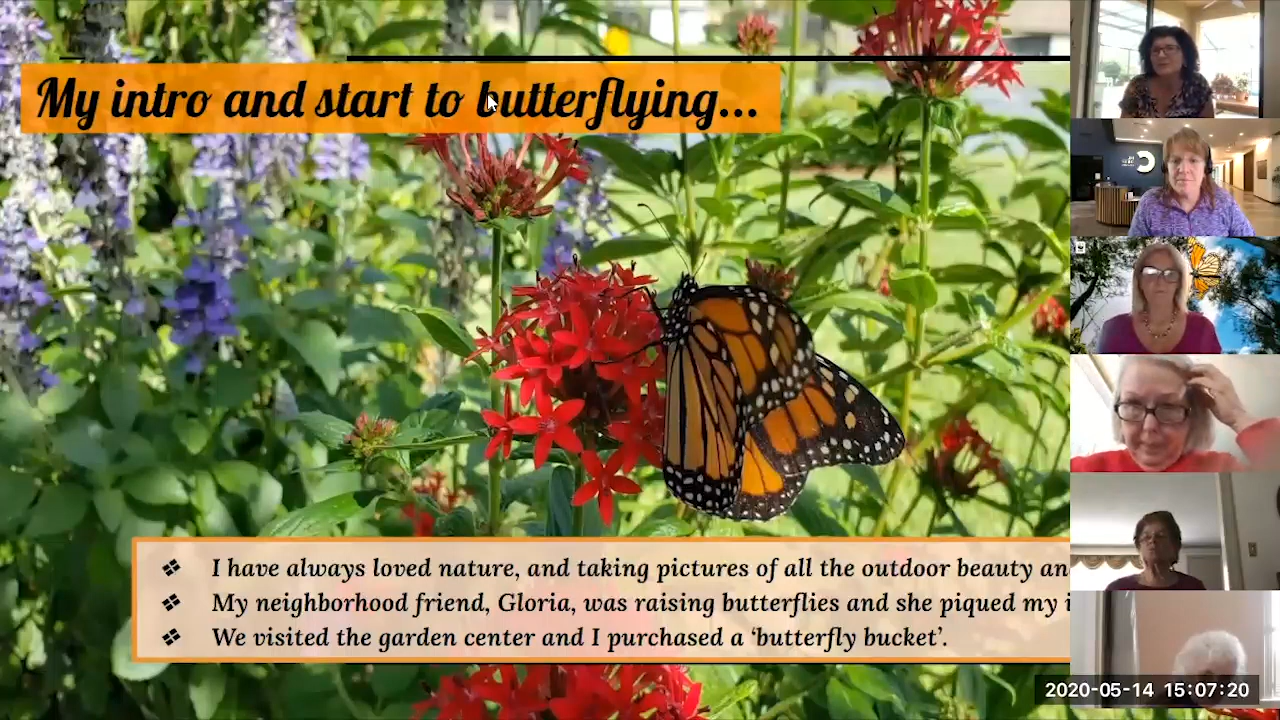 My intro and start to butterflying...
❖ I have always loved nature, and taking pictures of all the outdoor beauty an
❖ My neighborhood friend, Gloria, was raising butterflies and she piqued my i
❖ We visited the garden center and I purchased a ‘butterfly bucket’.
2020-05-14 15:07:20